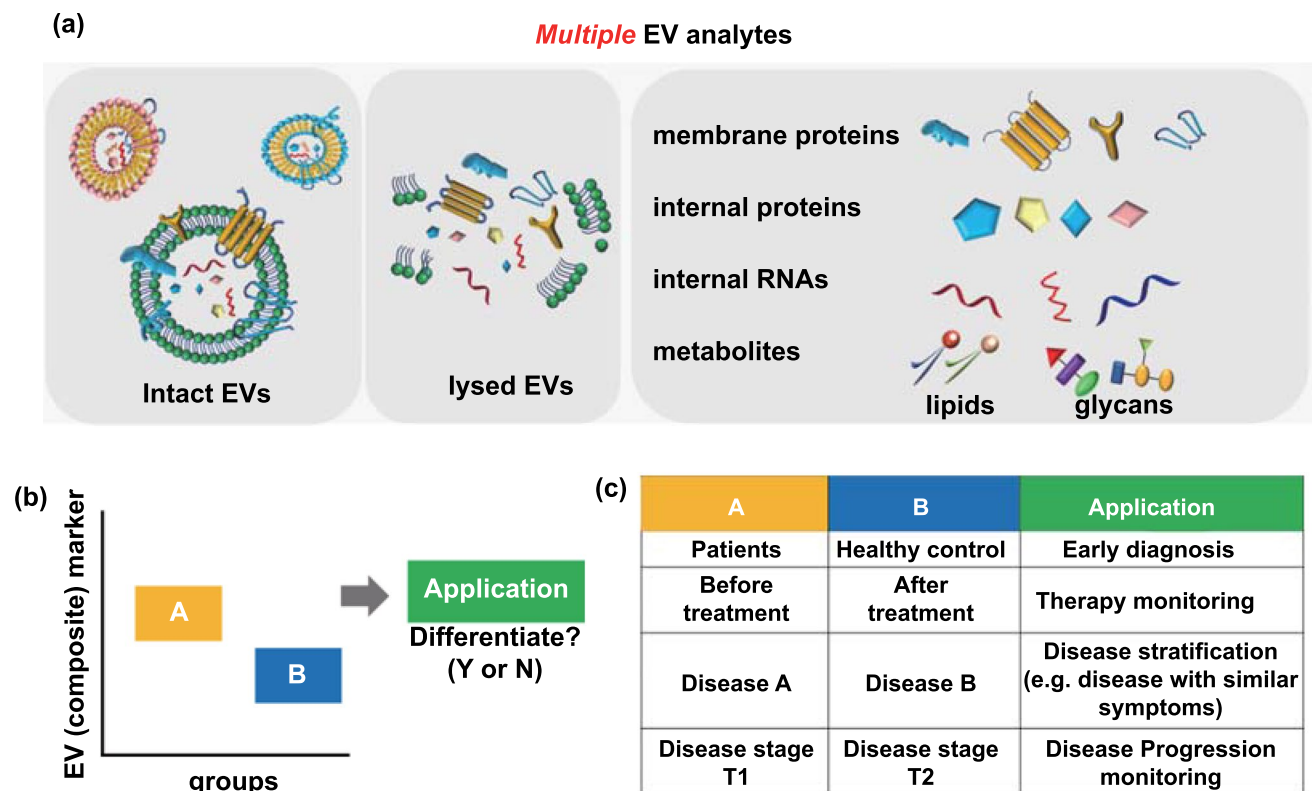 (a)
Multiple EV analytes
membrane proteins
internal proteins
internal RNAs
metabolites
Intact EVs
lysed EVs
lipids
glycans
(b)
EV (composite) marker
A
B
groups
Application
Differentiate?
(Y or N)
(c)
A
B
Application
Patients
Healthy control
Early diagnosis
Before
treatment
After
treatment
Therapy monitoring
Disease A
Disease B
Disease stratification
(e.g. disease with similar
symptoms)
Disease stage
T1
Disease stage
T2
Disease Progression
monitoring